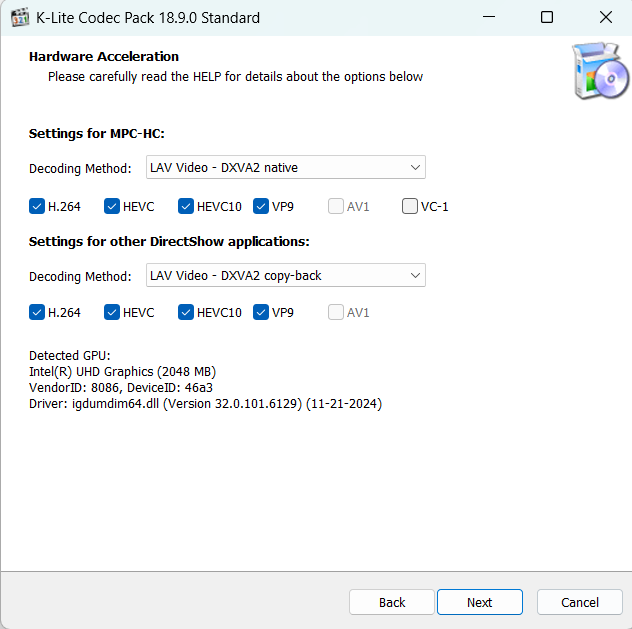 K-Lite Codec Pack 18.9.0 Standard
Hardware Acceleration
Please carefully read the HELP for details about the options below
Settings for MPC-HC:
Decoding Method: LAV Video - DXVA2 native
H.264 HEVC HEVC10 VP9 AV1 VC-1
Settings for other DirectShow applications:
Decoding Method: LAV Video - DXVA2 copy-back
H.264 HEVC HEVC10 VP9 AV1
Detected GPU:
Intel(R) UHD Graphics (2048 MB)
VendorID: 8086, DeviceID: 46a3
Driver: igdumdim64.dll (Version 32.0.101.6129) (11-21-2024)
Back Next Cancel